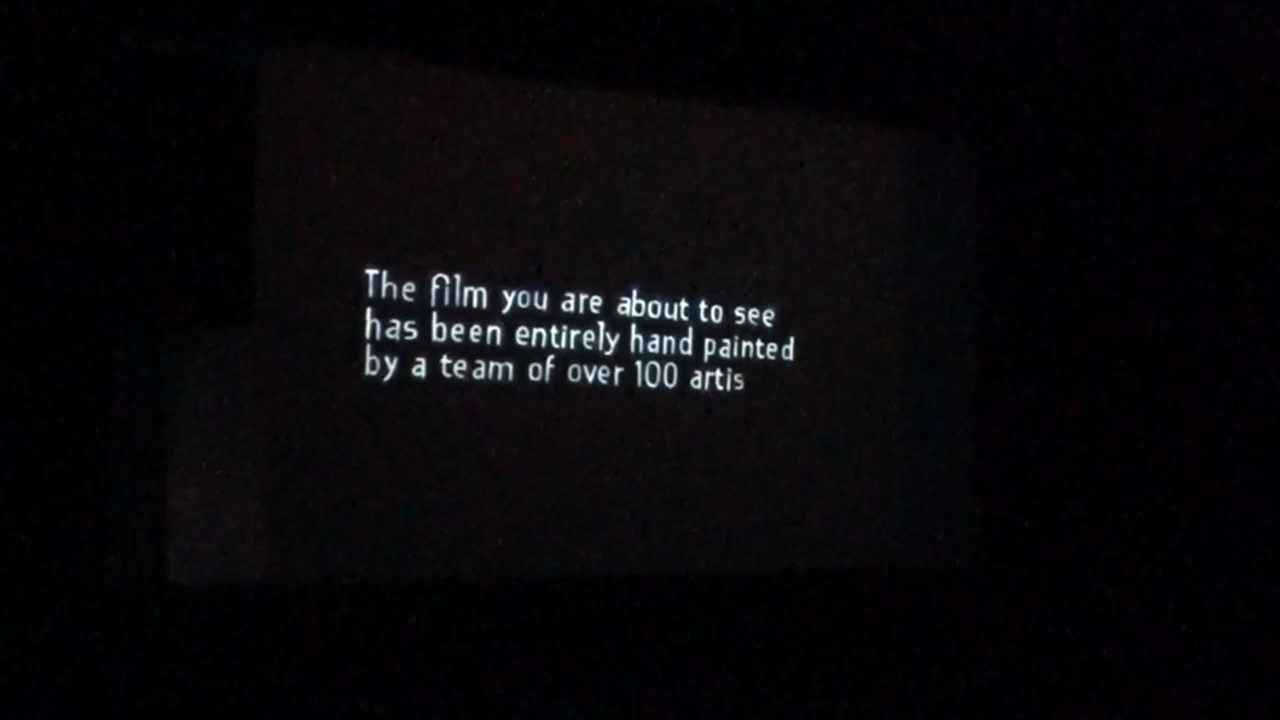 The film you are about to see
has been entirely hand painted
by a team of over 100 artis